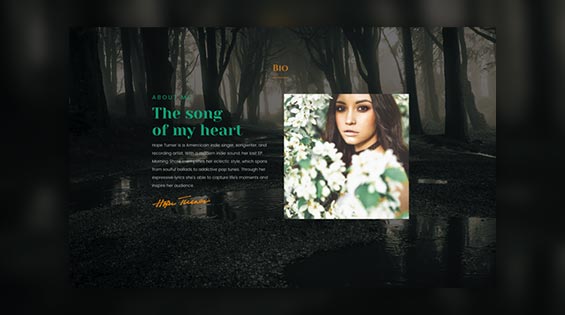 BIO
ABOUT ME
The song
of my heart
Hope Turner is a American indie singer, songwriter, and
recording artist. With a modern indie sound, her last EP
Morning Shore exemplifies her eclectic style, which spans
from soulful ballads to addictive pop tunes. Through her
expressive lyrics she's able to capture life's moments and
inspire her audience.
Hope Turner